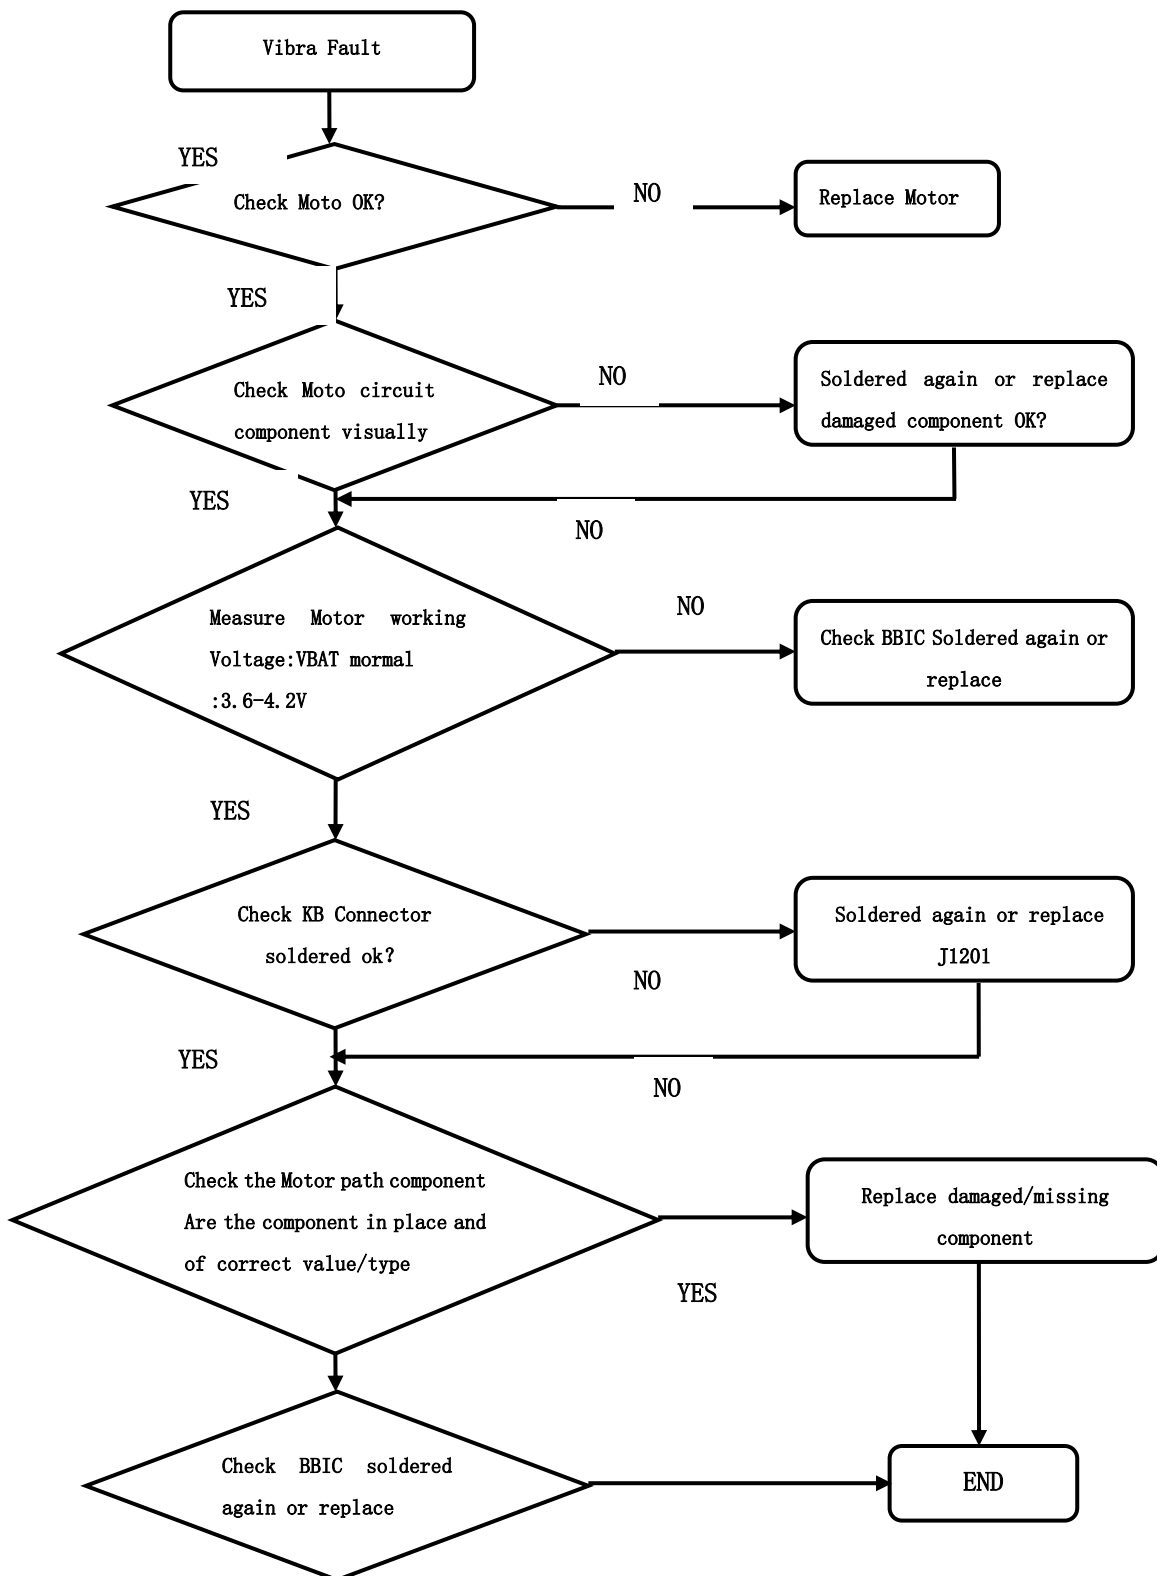 Vibra Fault
YES
Check Moto OK?
NO
Replace Motor
YES
Check Moto circuit
component visually
NO
Soldered again or replace
damaged component OK?
YES
NO
Measure Motor working
Voltage:VBAT mormal
:3.6-4.2V
NO
Check BBIC Soldered again or
replace
YES
Check KB Connector
soldered ok?
NO
Soldered again or replace
J1201
YES
NO
Check the Motor path component
Are the component in place and
of correct value/type
YES
Replace damaged/missing
component
Check BBIC soldered
again or replace
END